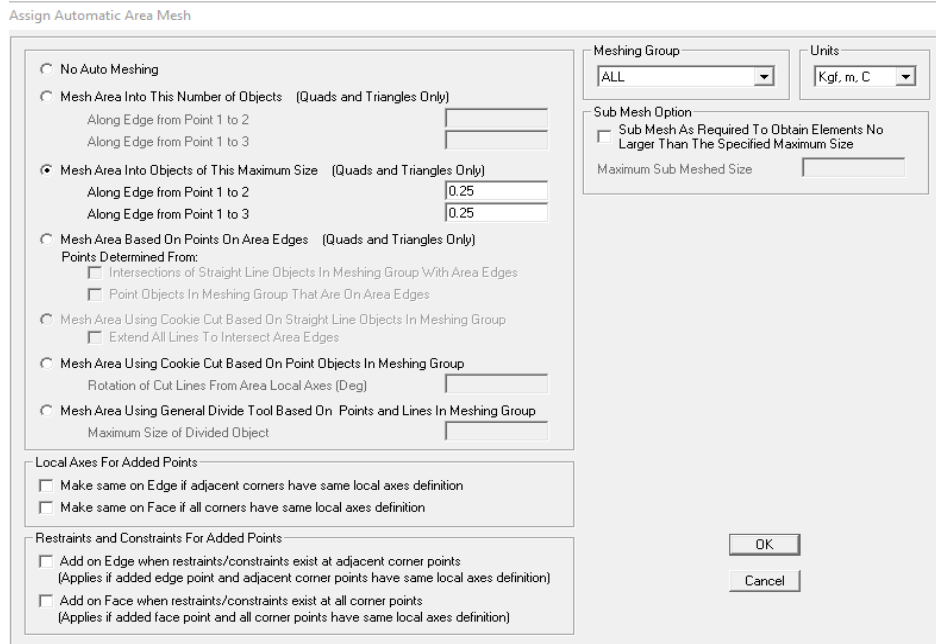 Assign Automatic Area Mesh
No Auto Meshing
Mesh Area Into This Number of Objects (Quads and Triangles Only)
Along Edge from Point 1 to 2
Along Edge from Point 1 to 3
Mesh Area Into Objects of This Maximum Size (Quads and Triangles Only)
Along Edge from Point 1 to 2 0.25
Along Edge from Point 1 to 3 0.25
Mesh Area Based On Points On Area Edges (Quads and Triangles Only)
Points Determined From:
Intersections of Straight Line Objects In Meshing Group With Area Edges
Point Objects In Meshing Group That Are On Area Edges
Mesh Area Using Cookie Cut Based On Straight Line Objects In Meshing Group
Extend All Lines To Intersect Area Edges
Mesh Area Using Cookie Cut Based On Point Objects In Meshing Group
Rotation of Cut Lines From Area Local Axes (Deg)
Mesh Area Using General Divide Tool Based On Points and Lines In Meshing Group
Maximum Size of Divided Object
Local Axes For Added Points
Make same on Edge if adjacent corners have same local axes definition
Make same on Face if all corners have same local axes definition
Restraints and Constraints For Added Points
Add on Edge when restraints/constraints exist at adjacent corner points
(Applies if added edge point and adjacent corner points have same local axes definition)
Add on Face when restraints/constraints exist at all corner points
(Applies if added face point and all corner points have same local axes definition)
Meshing Group
ALL
Units
Kgf, m, C
Sub Mesh Option
Sub Mesh As Required To Obtain Elements No
Larger Than The Specified Maximum Size
Maximum Sub Meshed Size
OK
Cancel